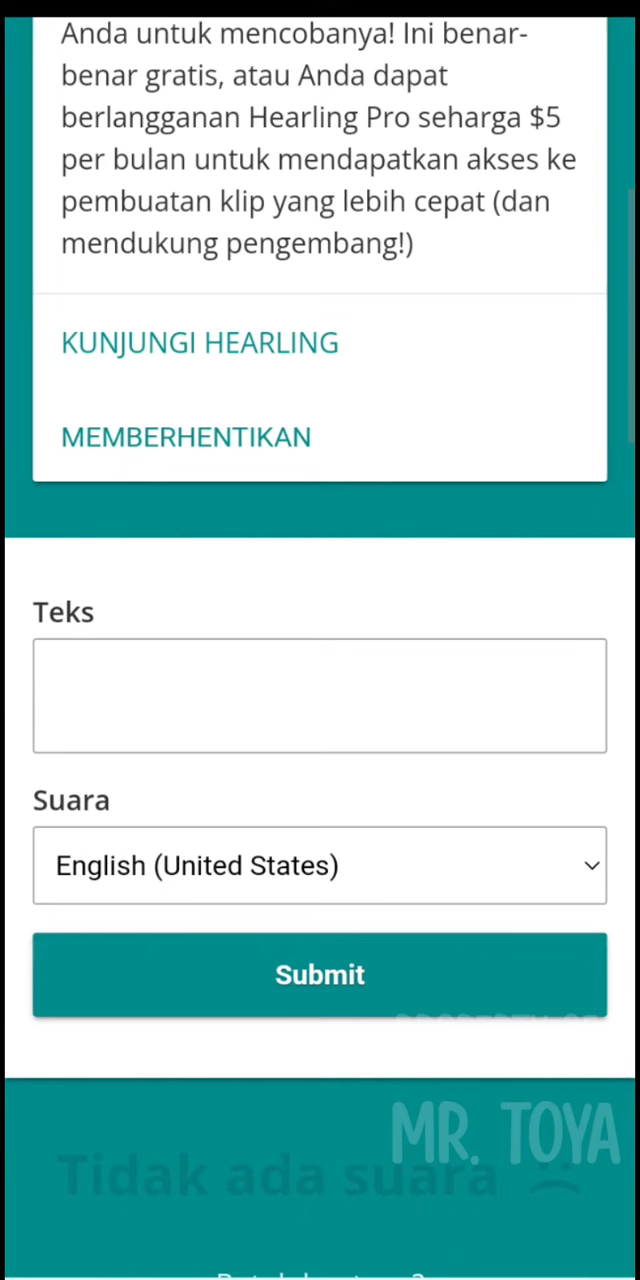 Anda untuk mencobanya! Ini benar-
benar gratis, atau Anda dapat
berlangganan Hearling Pro seharga $5
per bulan untuk mendapatkan akses ke
pembuatan klip yang lebih cepat (dan
mendukung pengembang!)
KUNJUNGI HEARLING
MEMBERHENTIKAN
Teks
Suara
English (United States)
Submit
PROPERTY OF
MR. TOYA
Tidak ada suara